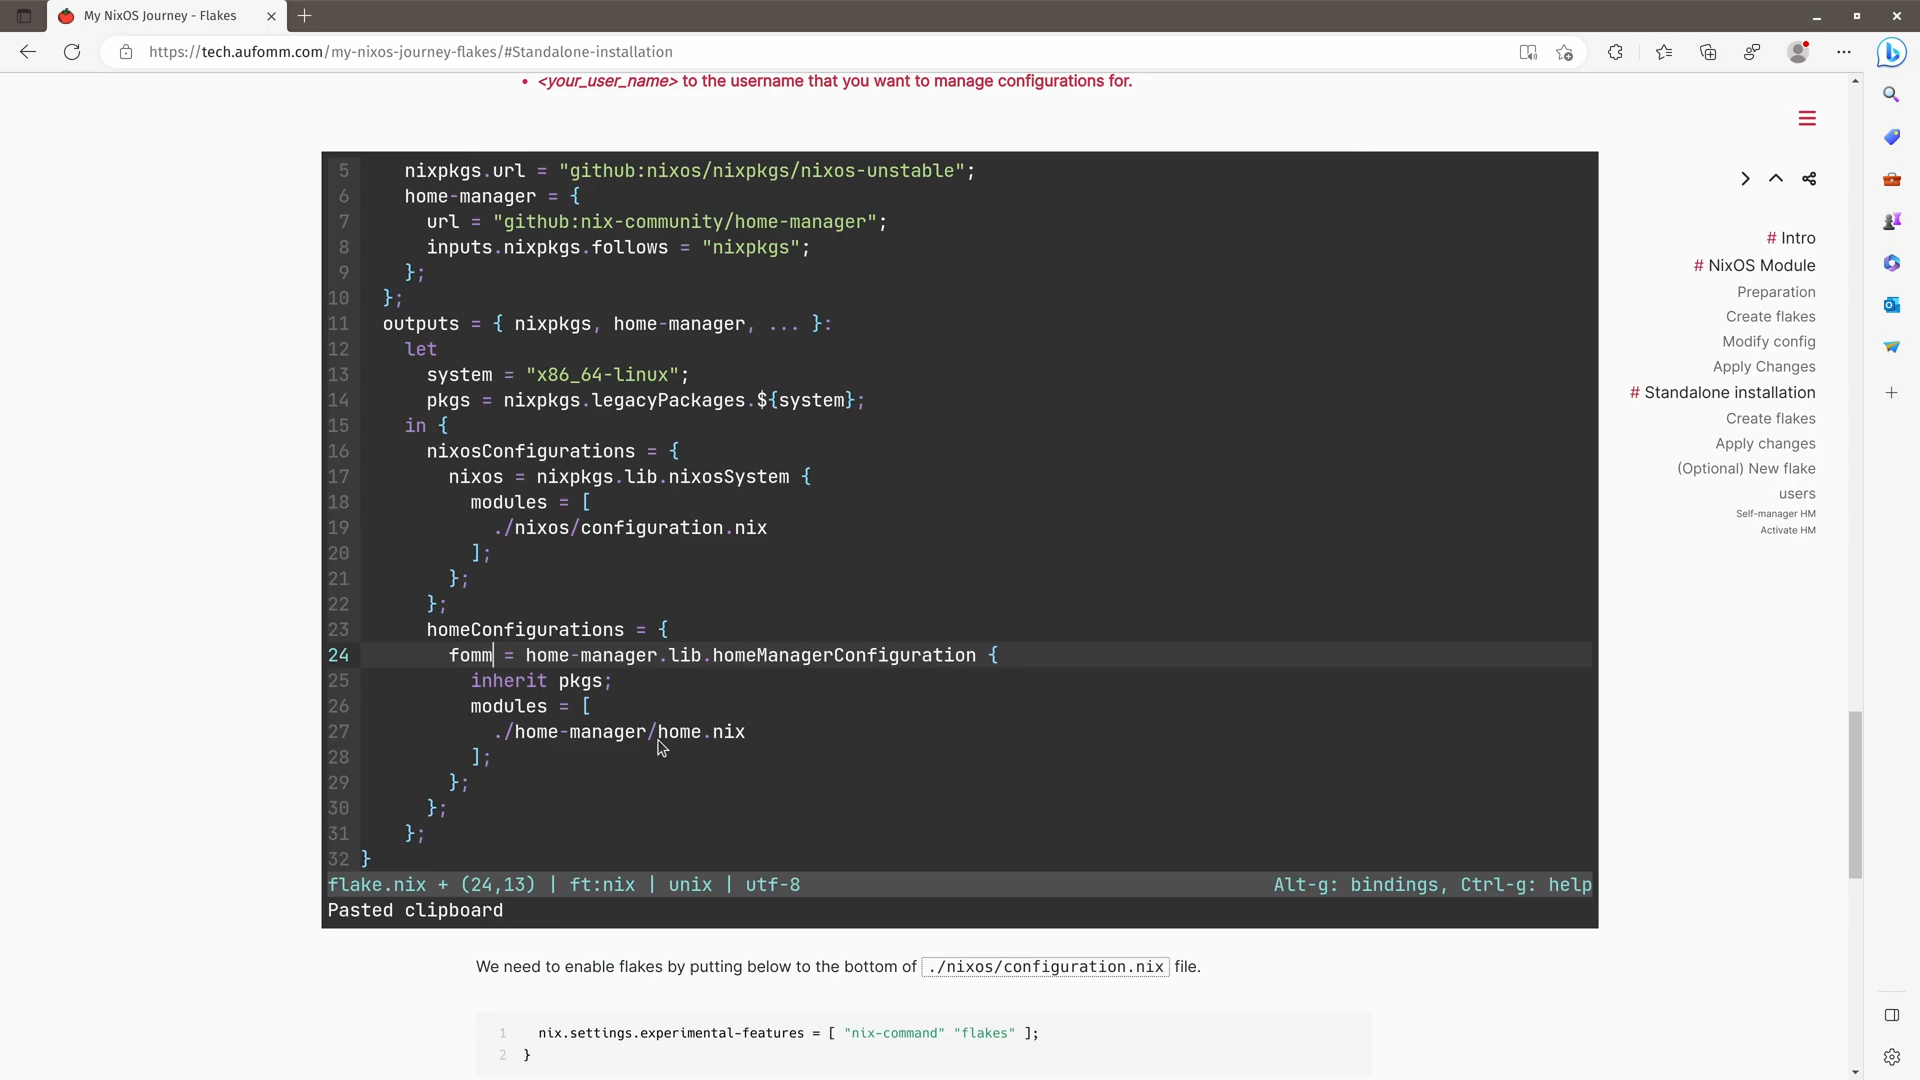 My NixOS Journey - Flakes
https://tech.aufomm.com/my-nixos-journey-flakes/#Standalone-installation
• <your_user_name> to the username that you want to manage configurations for.
5 nixpkgs.url = "github:nixos/nixpkgs/nixos-unstable";
6 home-manager = {
7 url = "github:nix-community/home-manager";
8 inputs.nixpkgs.follows = "nixpkgs";
9 };
10 };
11 outputs = { nixpkgs, home-manager, ... }:
12 let
13 system = "x86_64-linux";
14 pkgs = nixpkgs.legacyPackages.${system};
15 in {
16 nixosConfigurations = {
17 nixos = nixpkgs.lib.nixosSystem {
18 modules = [
19 ./nixos/configuration.nix
20 ];
21 };
22 };
23 homeConfigurations = {
24 fomm = home-manager.lib.homeManagerConfiguration {
25 inherit pkgs;
26 modules = [
27 ./home-manager/home.nix
28 ];
29 };
30 };
31 };
32 }
flake.nix + (24,13) | ft:nix | unix | utf-8 Alt-g: bindings, Ctrl-g: help
Pasted clipboard
We need to enable flakes by putting below to the bottom of ./nixos/configuration.nix file.
1 nix.settings.experimental-features = [ "nix-command" "flakes" ];
2 }
# Intro
# NixOS Module
Preparation
Create flakes
Modify config
Apply Changes
# Standalone installation
Create flakes
Apply changes
(Optional) New flake
users
Self-manager HM
Activate HM